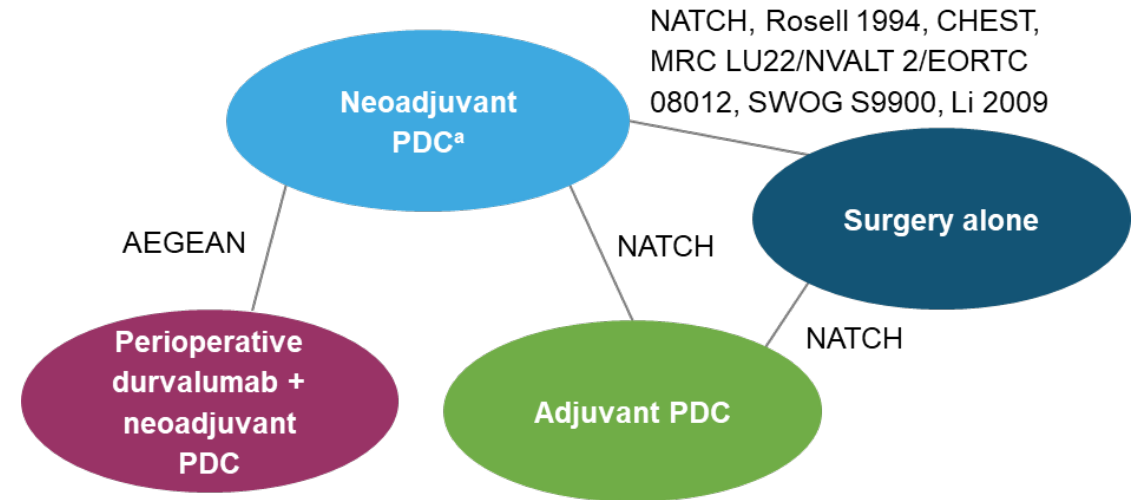 NATCH, Rosell 1994, CHEST,
MRC LU22/NVALT 2/EORTC
08012, SWOG S9900, Li 2009
Neoadjuvant
PDCᵃ
Surgery alone
AEGEAN
NATCH
NATCH
Perioperative
durvalumab +
neoadjuvant
PDC
Adjuvant PDC